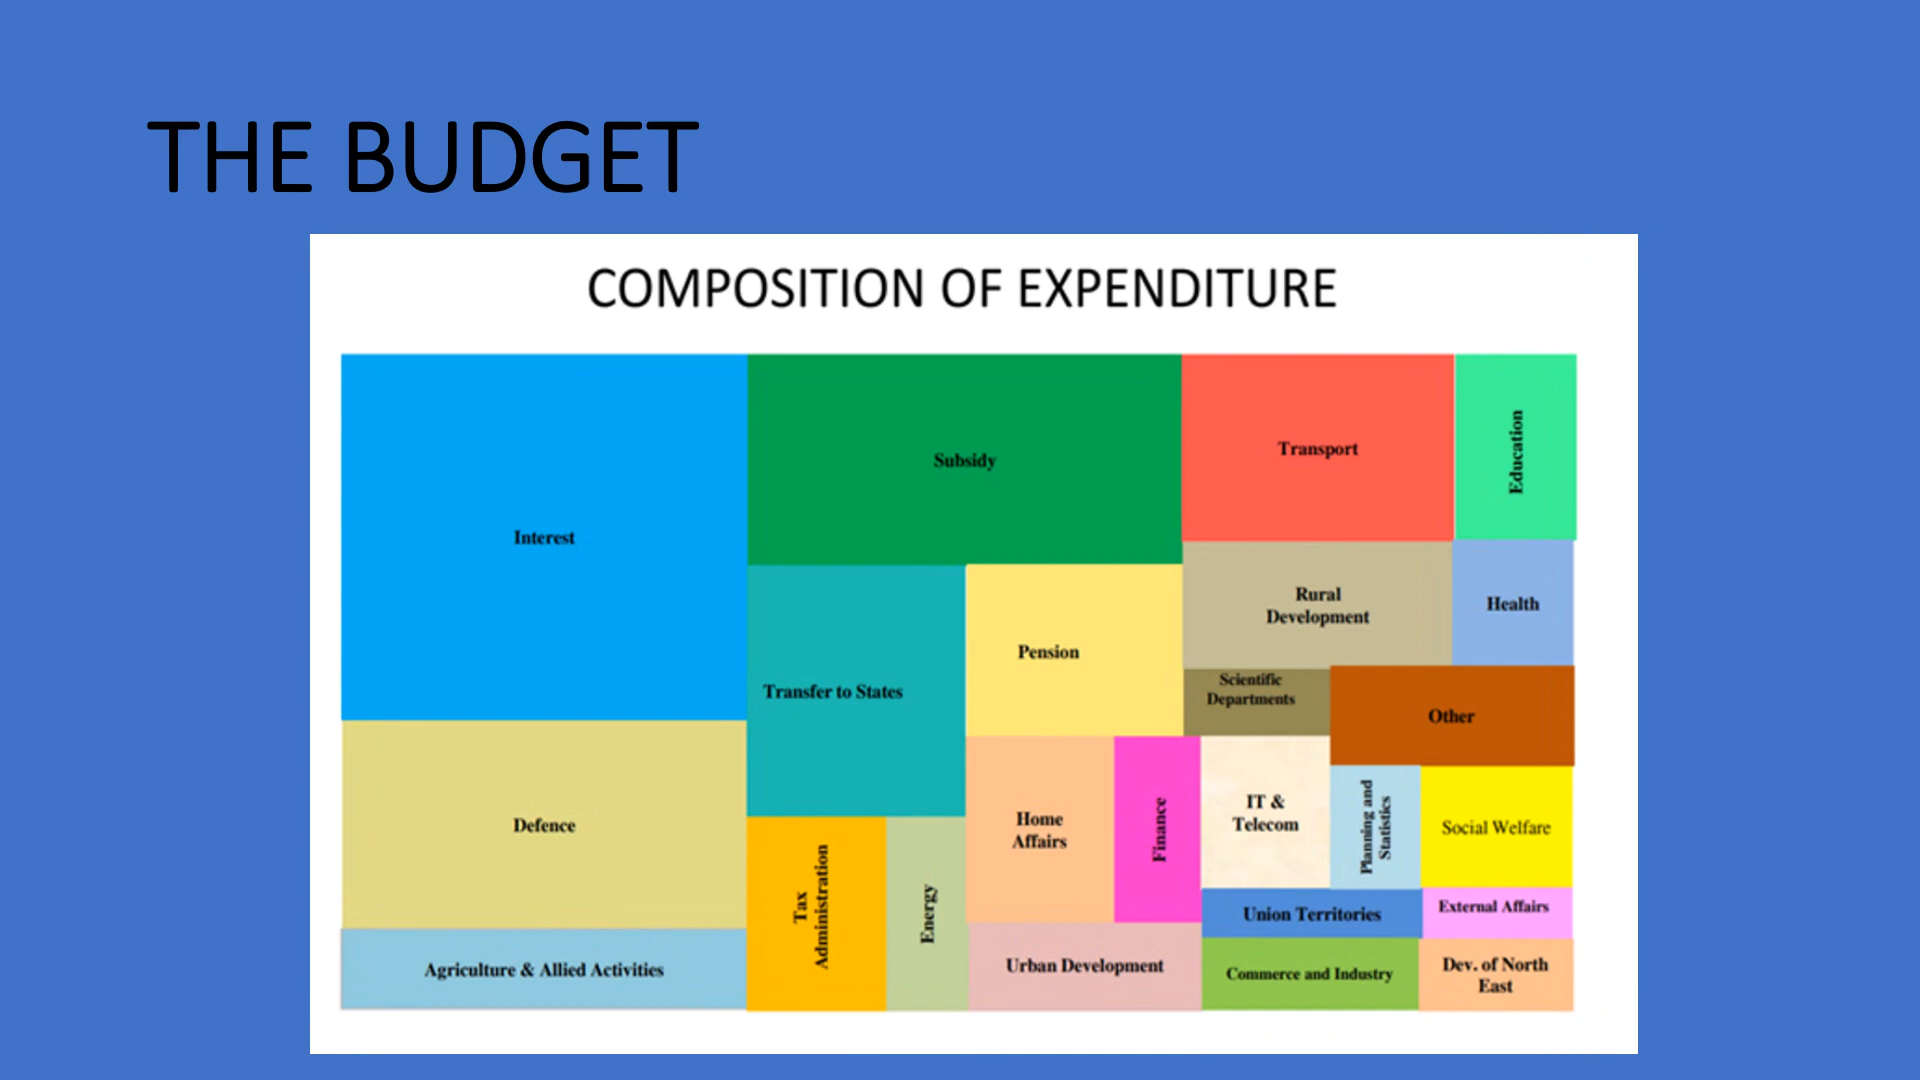 THE BUDGET
COMPOSITION OF EXPENDITURE
Interest
Subsidy
Transport
Education
Rural
Development
Health
Transfer to States
Pension
Scientific
Departments
Other
Defence
Tax
Administration
Energy
Home
Affairs
Finance
IT &
Telecom
Planning and
Statistics
Social Welfare
Union Territories
External Affairs
Agriculture & Allied Activities
Urban Development
Commerce and Industry
Dev. of North
East